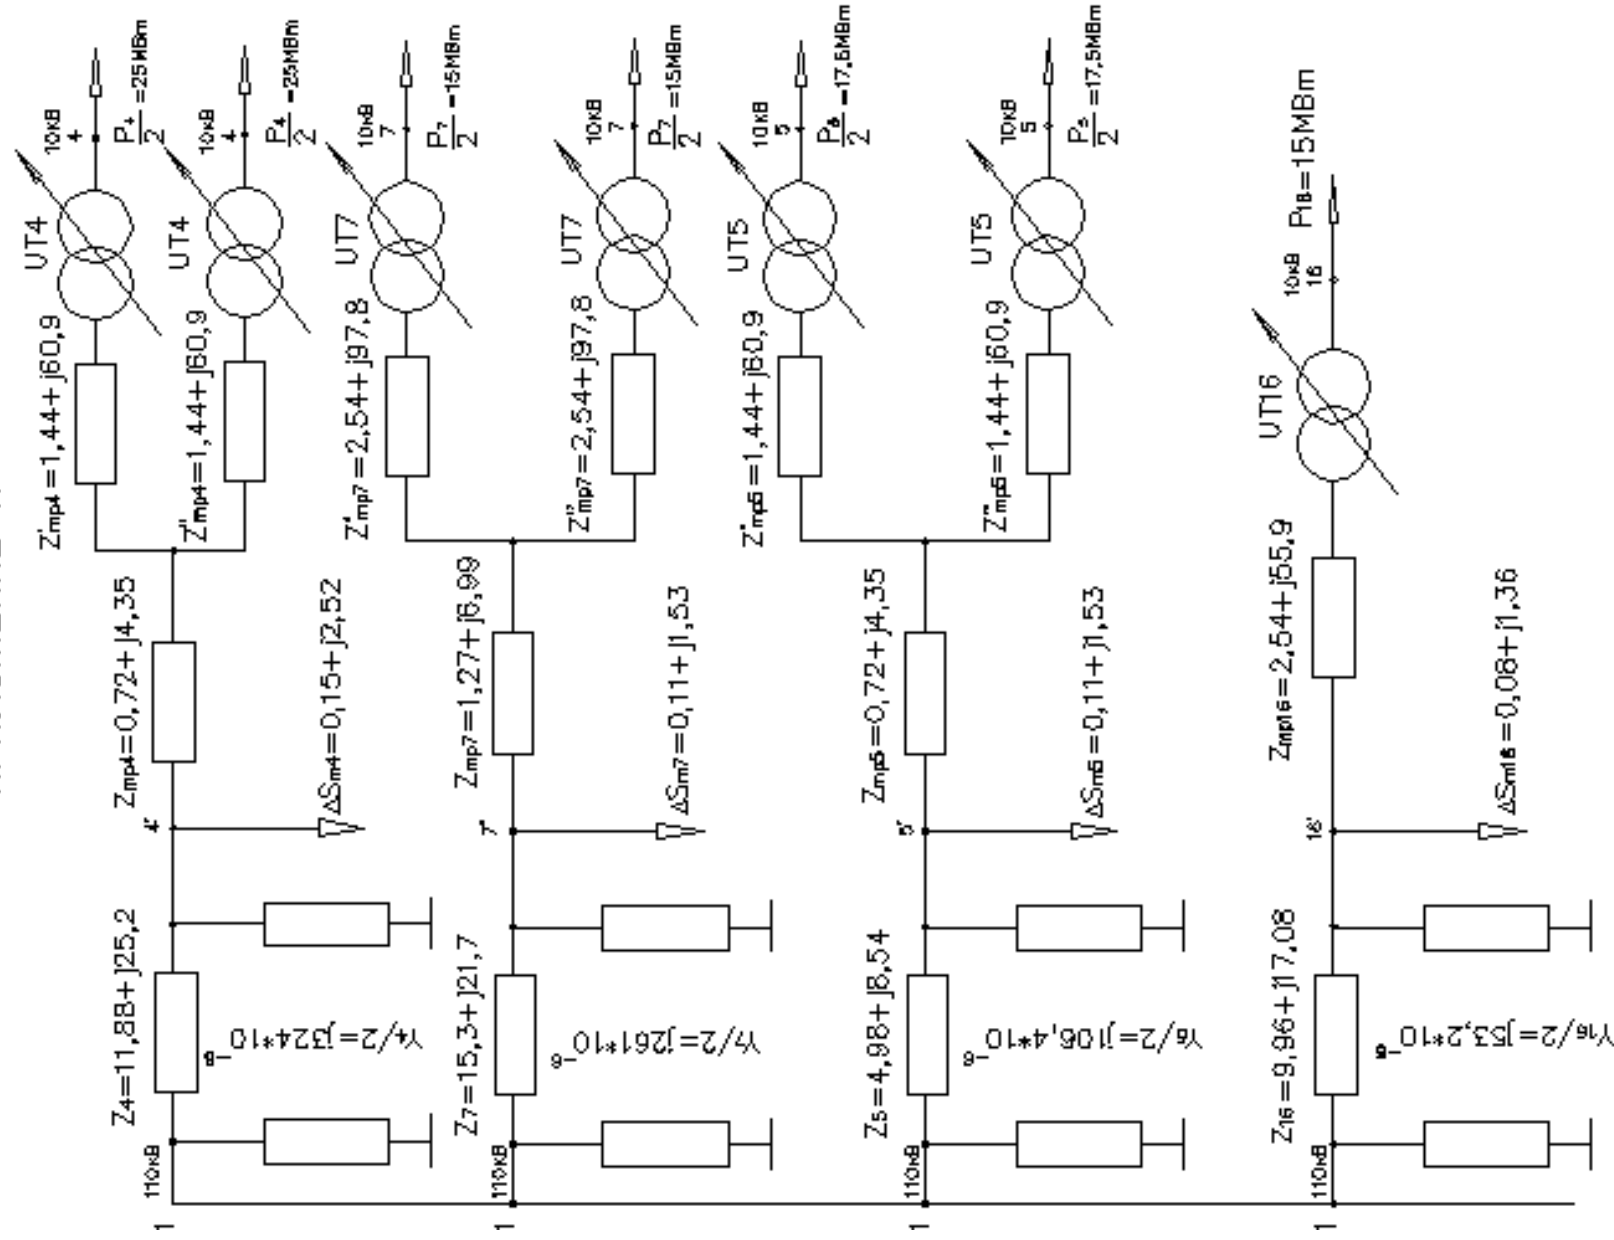 10кВ
4
P4/2=25МВт
UT4
Z'тр4=1,44+j60,9
10кВ
4
P4/2=25МВт
UT4
Z''тр4=1,44+j60,9
Zтр4=0,72+j4,35
ΔSт4=0,15+j2,52
4'
Z4=11,88+j25,2
Y4/2=j324*10
110кВ
1
10кВ
7
P7/2=15МВт
UT7
Z'тр7=2,54+j97,8
10кВ
7
P7/2=15МВт
UT7
Z''тр7=2,54+j97,8
Zтр7=1,27+j6,99
ΔSт7=0,11+j1,53
7'
Z7=15,3+j21,7
Y7/2=j261*10^-6
110кВ
1
10кВ
5
P5/2=17,5МВт
UT5
Z'тр5=1,44+j60,9
10кВ
5
P5/2=17,5МВт
UT5
Z''тр5=1,44+j60,9
Zтр5=0,72+j4,35
ΔSт5=0,11+j1,53
5'
Z5=4,98+j8,54
Y5/2=j106,4*10^-6
110кВ
1
P16=15МВт
10кВ
16
UT16
Zтр16=2,54+j55,9
ΔSт16=0,08+j1,36
16'
Z16=9,96+j17,08
Y16/2=j53,2*10^-6
110кВ
1